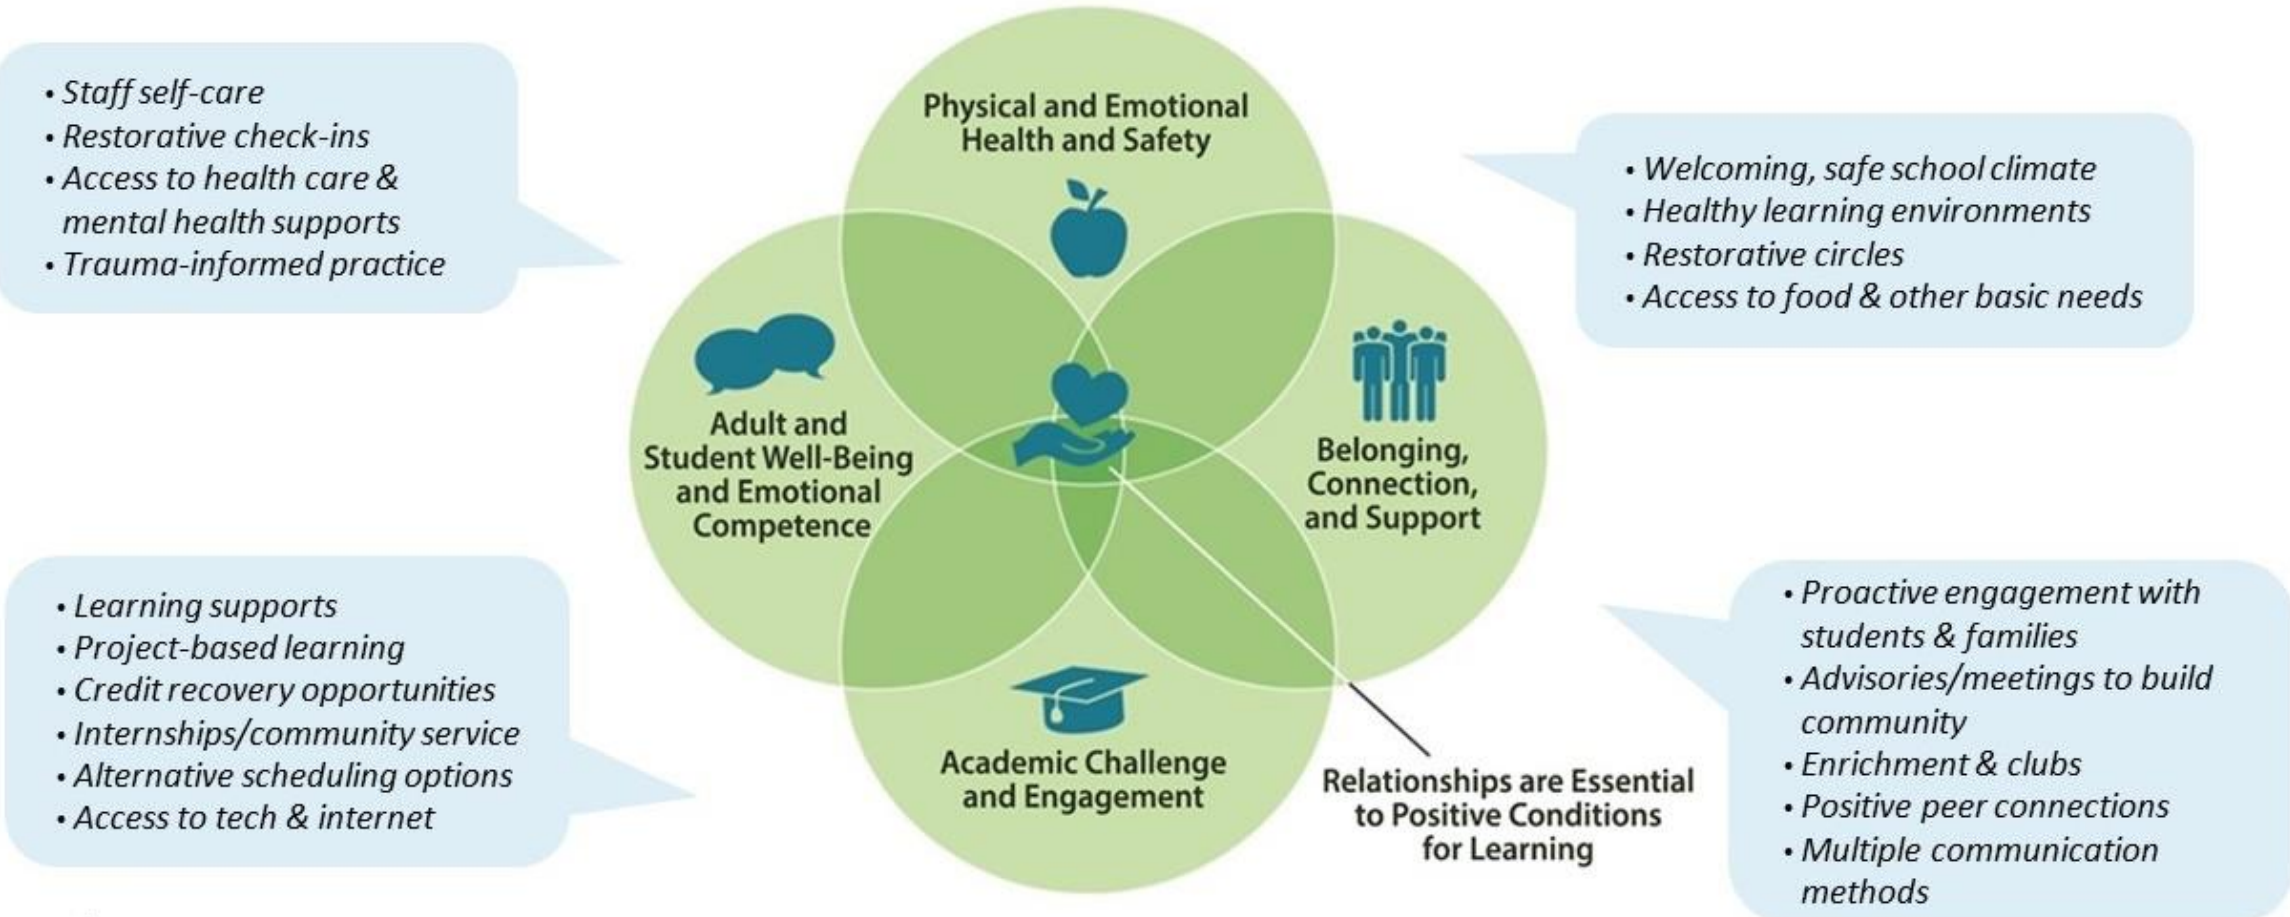 • Staff self-care
• Restorative check-ins
• Access to health care &
mental health supports
• Trauma-informed practice
Physical and Emotional
Health and Safety
• Welcoming, safe school climate
• Healthy learning environments
• Restorative circles
• Access to food & other basic needs
Adult and
Student Well-Being
and Emotional
Competence
Belonging,
Connection,
and Support
• Learning supports
• Project-based learning
• Credit recovery opportunities
• Internships/community service
• Alternative scheduling options
• Access to tech & internet
Academic Challenge
and Engagement
Relationships are Essential
to Positive Conditions
for Learning
• Proactive engagement with
students & families
• Advisories/meetings to build
community
• Enrichment & clubs
• Positive peer connections
• Multiple communication
methods